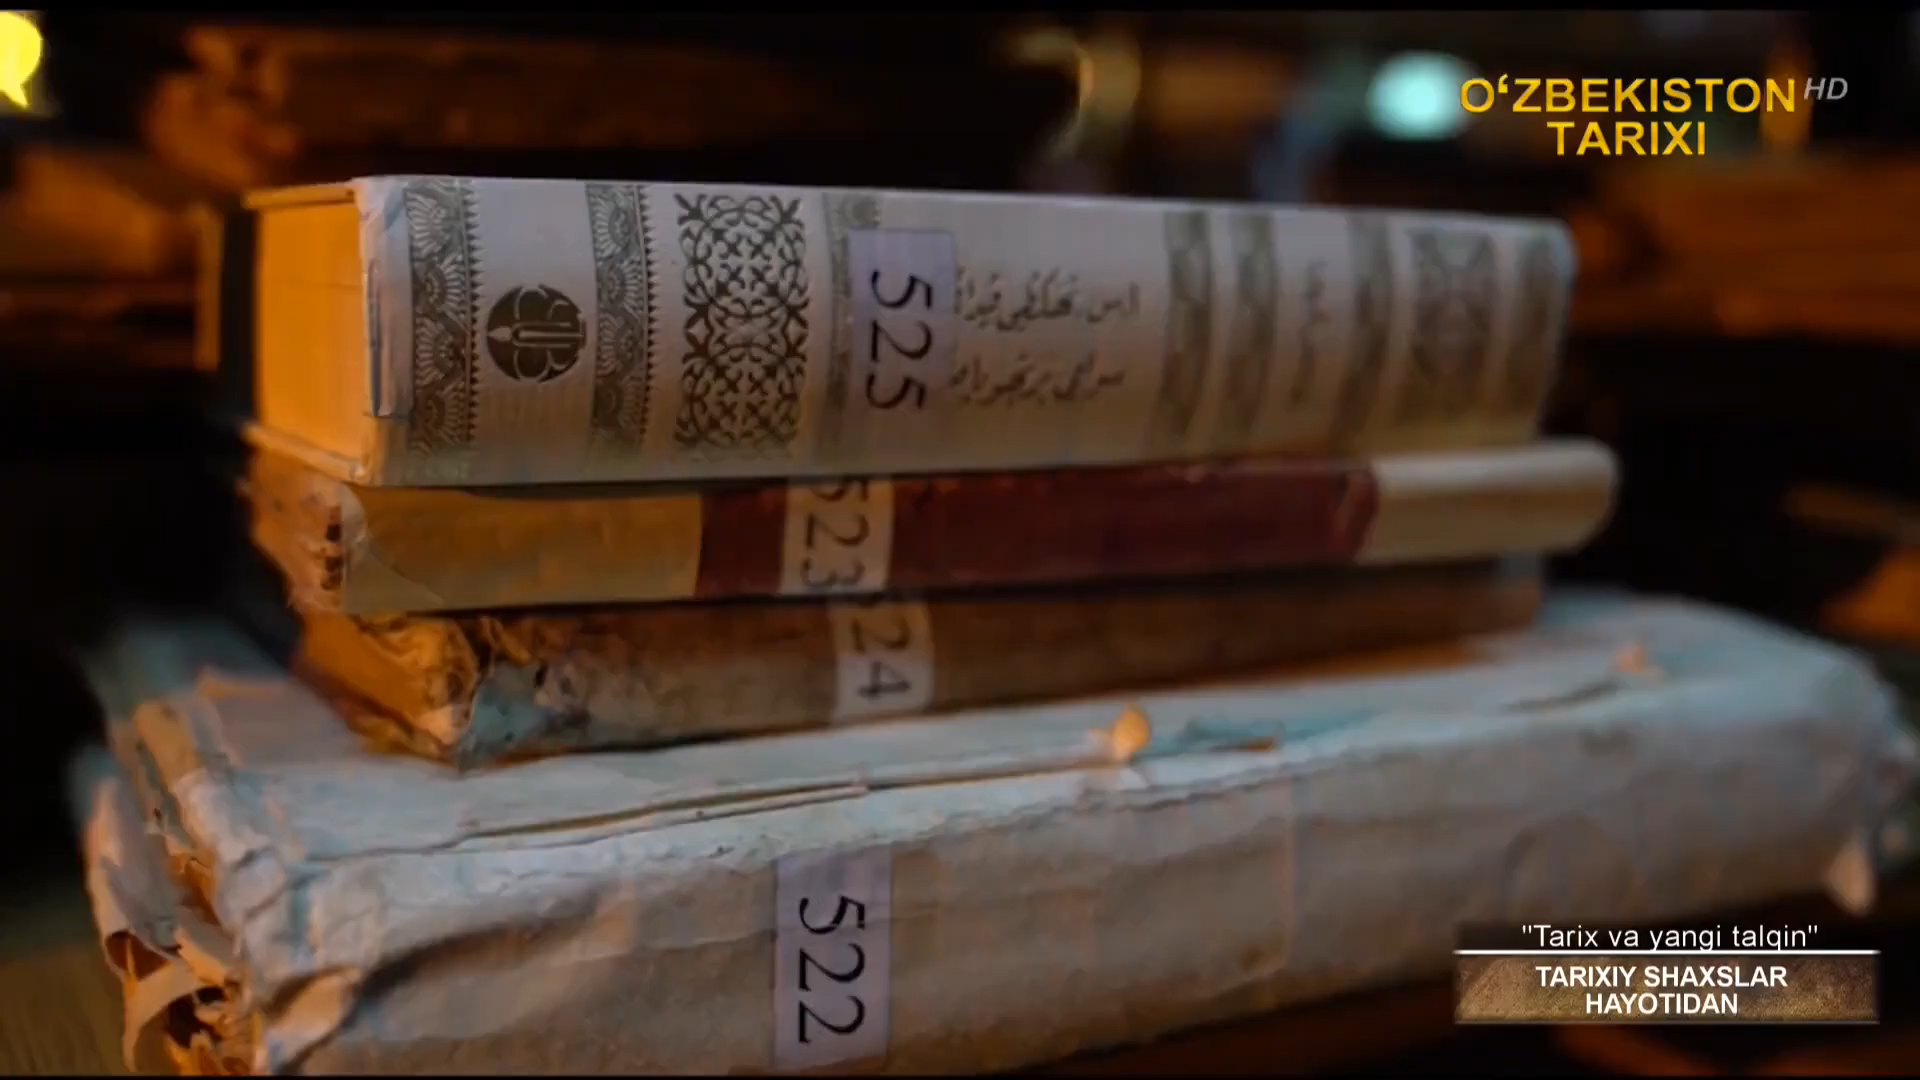 O‘ZBEKISTON HD
TARIXI
525
523
524
522
"Tarix va yangi talqin"
TARIXIY SHAXSLAR
HAYOTIDAN